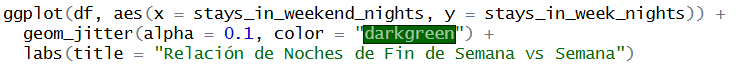 ggplot(df, aes(x = stays_in_weekend_nights, y = stays_in_week_nights)) +
  geom_jitter(alpha = 0.1, color = "darkgreen") +
  labs(title = "Relación de Noches de Fin de Semana vs Semana")